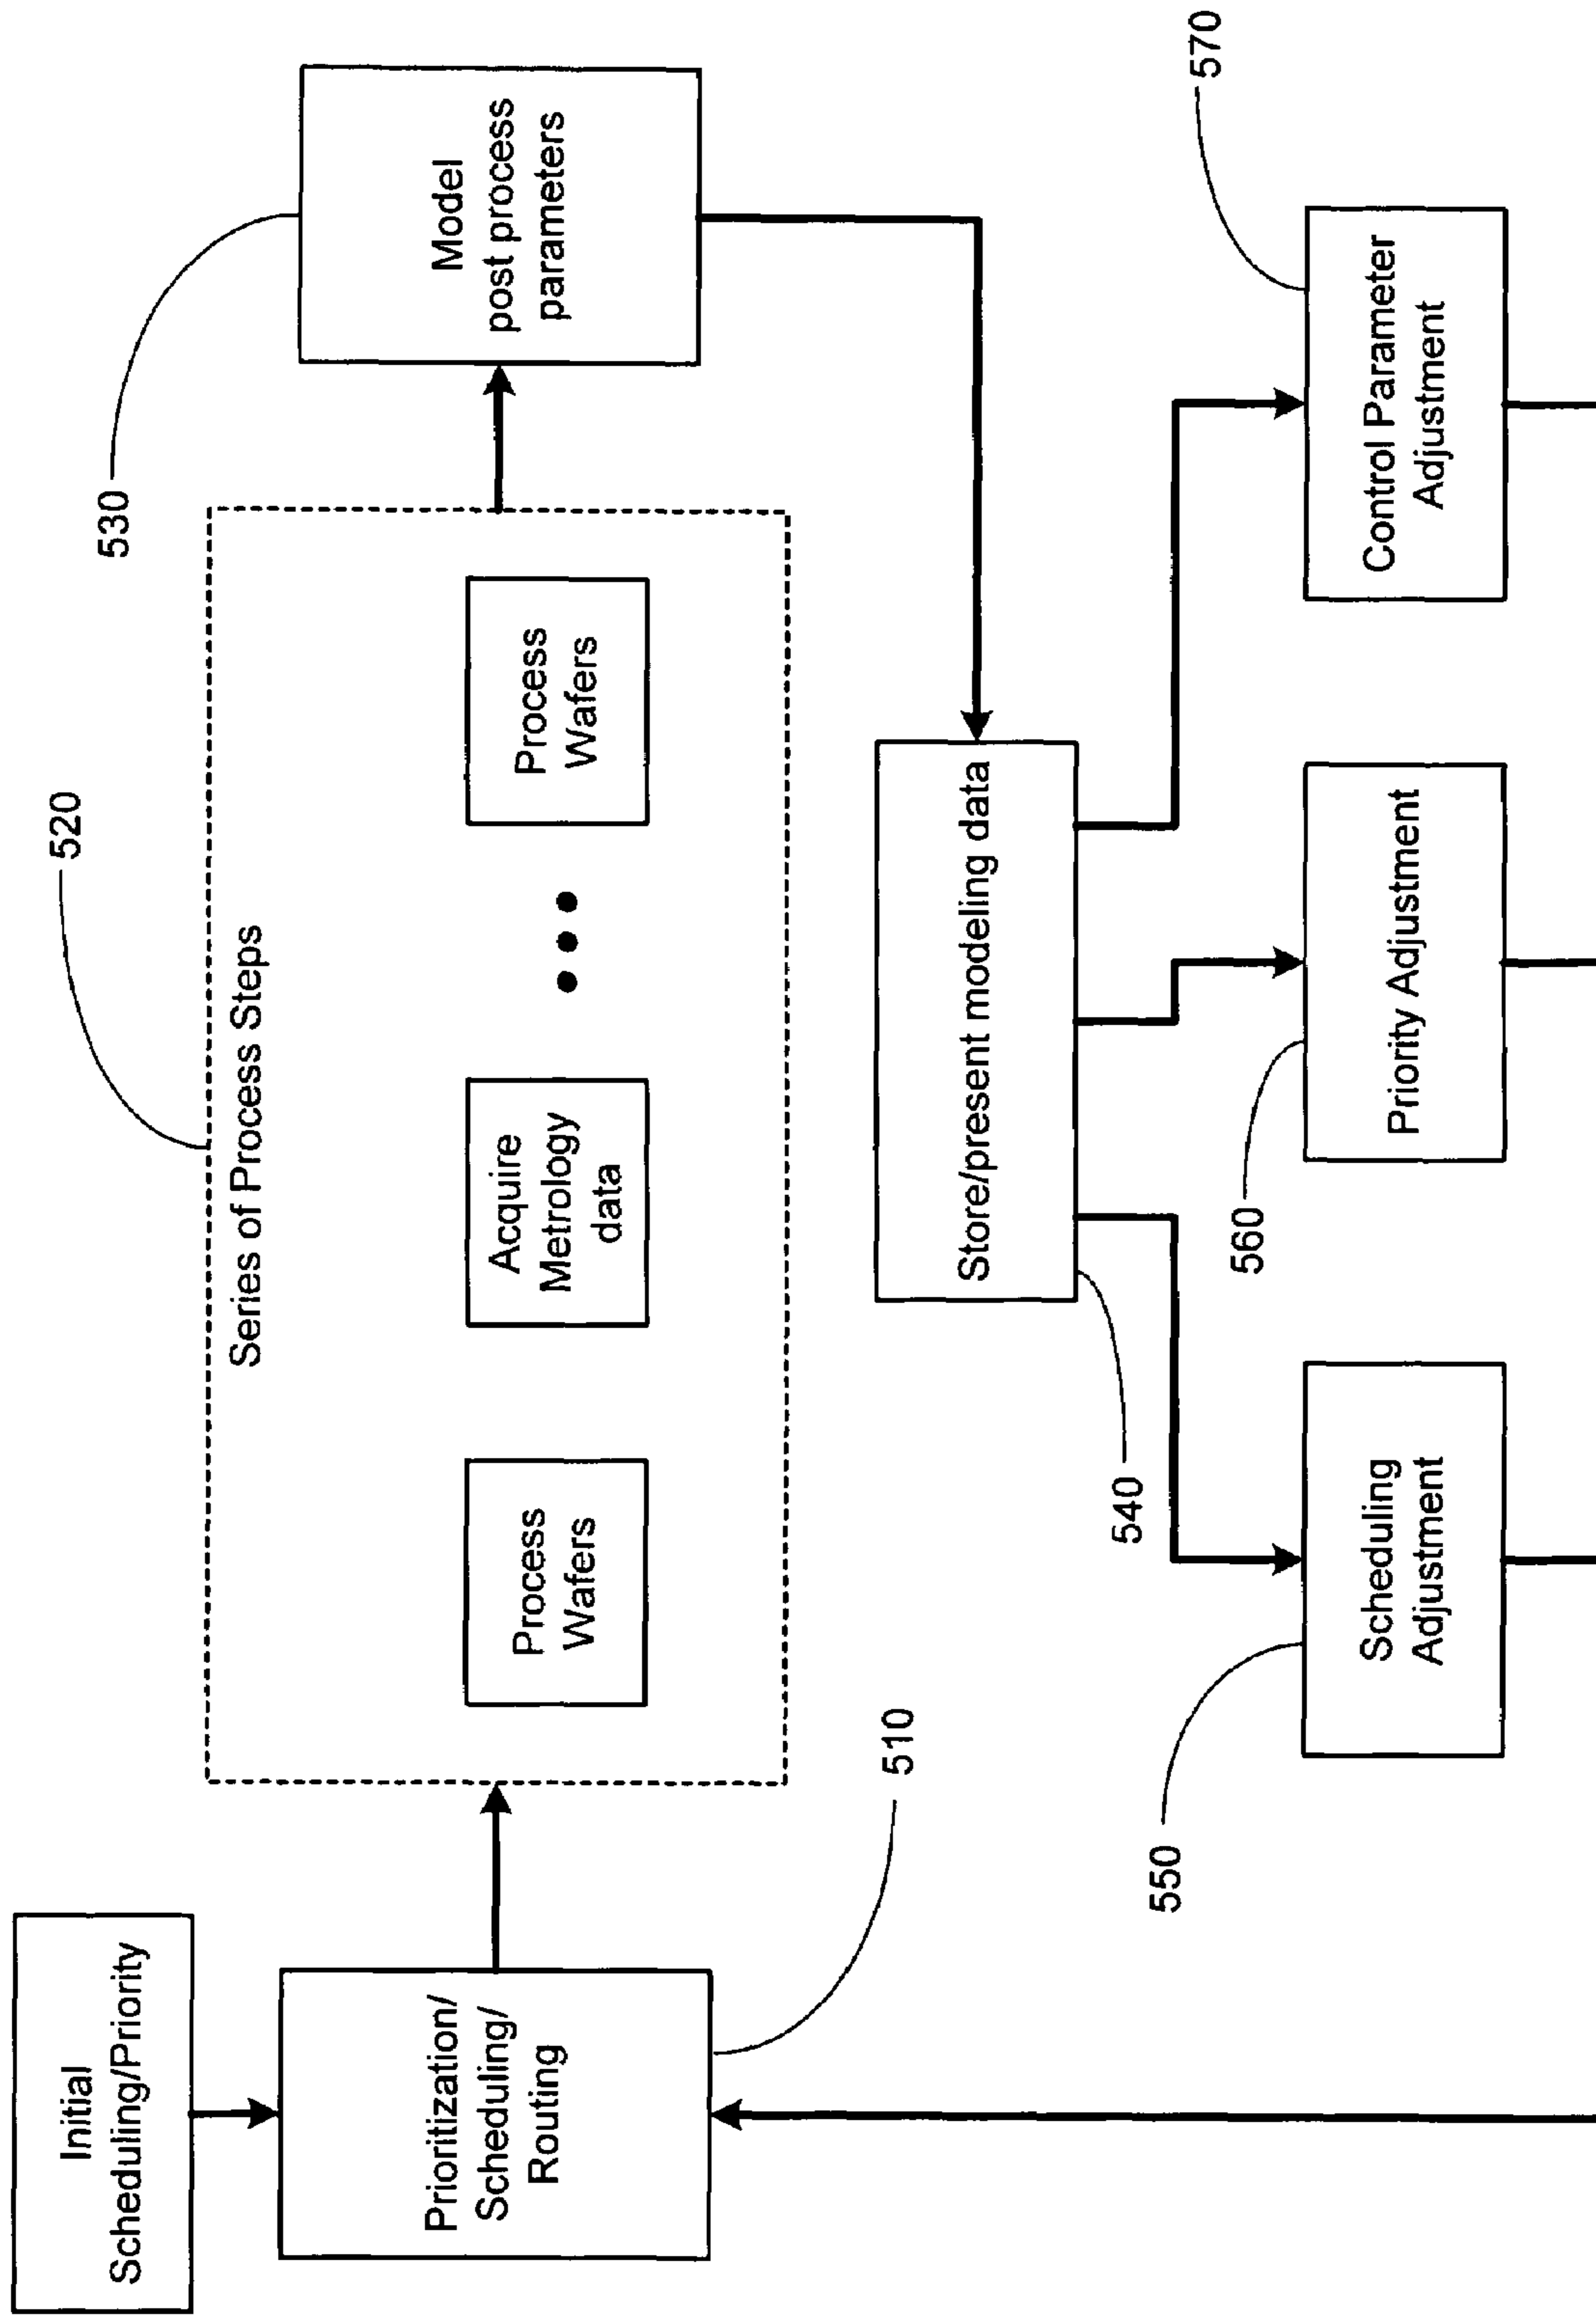 Initial
Scheduling/Priority
Prioritization/
Scheduling/
Routing
510
520
Series of Process Steps
Process
Wafers
Acquire
Metrology
data
Process
Wafers
530
Model
post process
parameters
Store/present modeling data
540
550
Scheduling
Adjustment
560
Priority Adjustment
570
Control Parameter
Adjustment